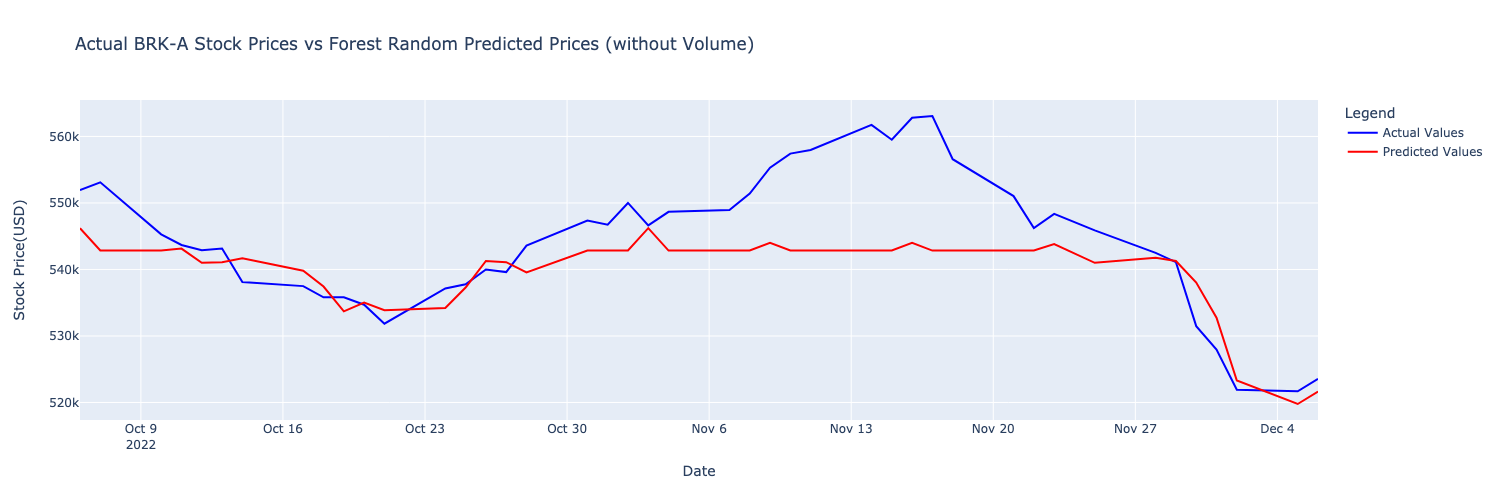 Actual BRK-A Stock Prices vs Forest Random Predicted Prices (without Volume)
Legend
Actual Values
Predicted Values
Stock Price(USD)
560k
550k
540k
530k
520k
Oct 9
2022
Oct 16
Oct 23
Oct 30
Nov 6
Nov 13
Nov 20
Nov 27
Dec 4
Date